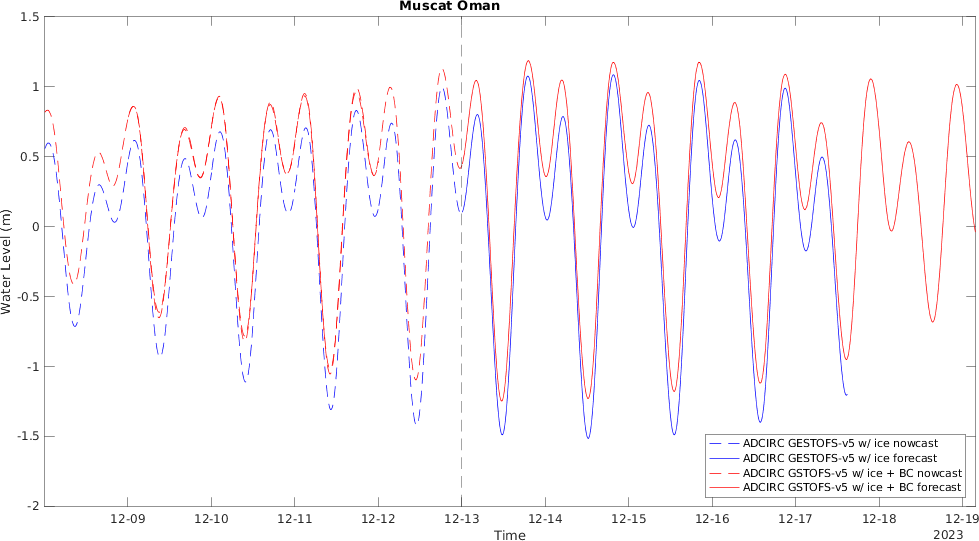 Muscat Oman
1.5
1
0.5
0
-0.5
-1
-1.5
-2
Water Level (m)
12-09 12-10 12-11 12-12 12-13 12-14 12-15 12-16 12-17 12-18 12-19
Time
2023
ADCIRC GESTOFS-v5 w/ ice nowcast
ADCIRC GESTOFS-v5 w/ ice forecast
ADCIRC GSTOFS-v5 w/ ice + BC nowcast
ADCIRC GSTOFS-v5 w/ ice + BC forecast